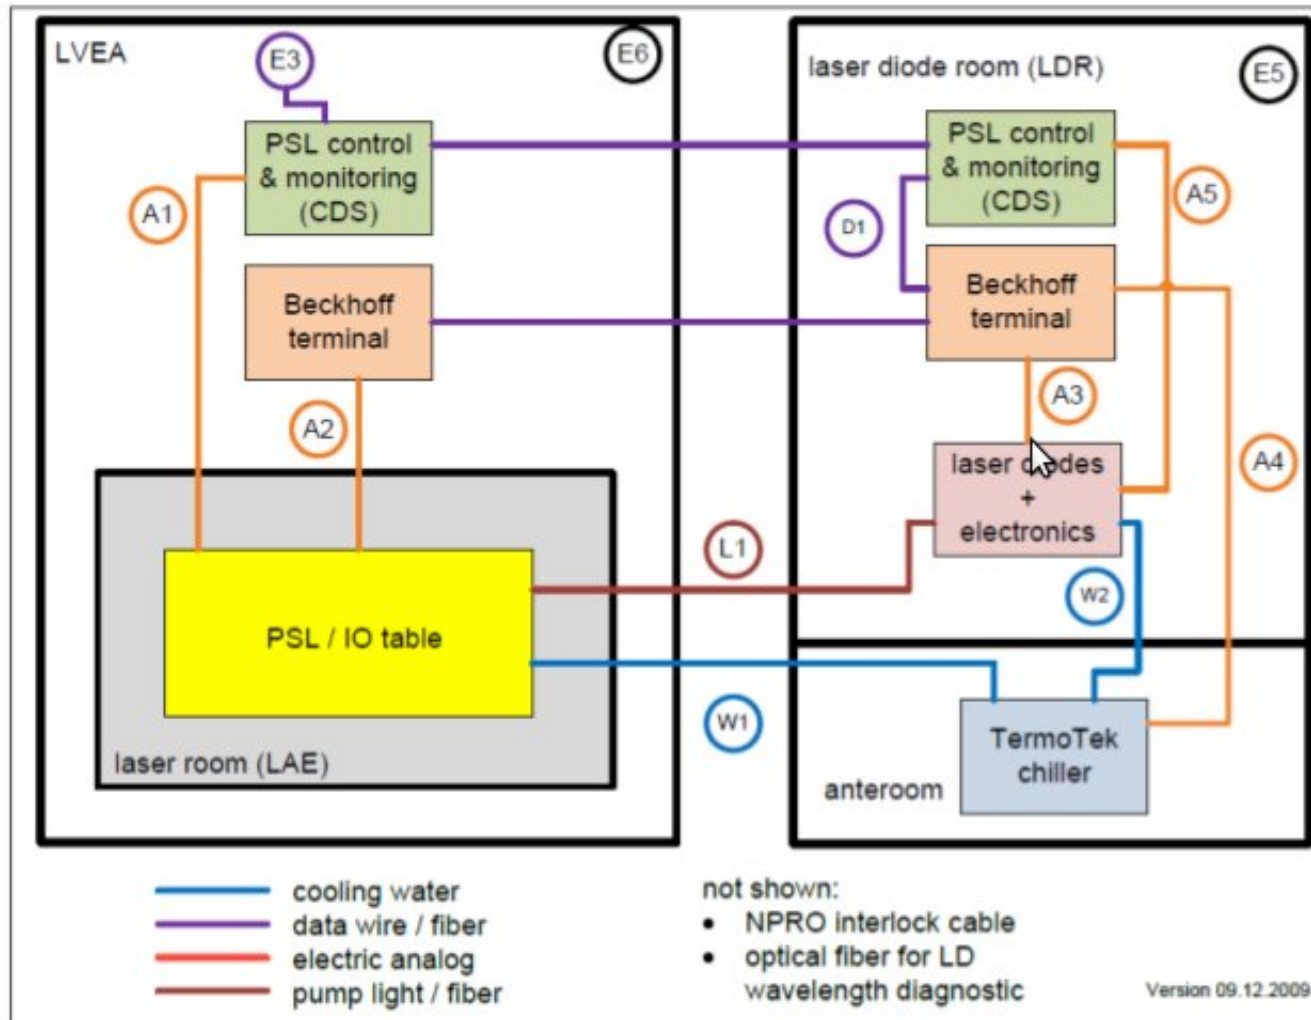 LVEA
E3
E6
laser diode room (LDR)
E5
PSL control
& monitoring
(CDS)
PSL control
& monitoring
(CDS)
A1
A5
D1
Beckhoff
terminal
Beckhoff
terminal
A2
A3
laser diodes
+
electronics
A4
L1
W2
PSL / IO table
W1
TermoTek
chiller
laser room (LAE)
anteroom
cooling water
data wire / fiber
electric analog
pump light / fiber
not shown:
• NPRO interlock cable
• optical fiber for LD
wavelength diagnostic
Version 09.12.2009